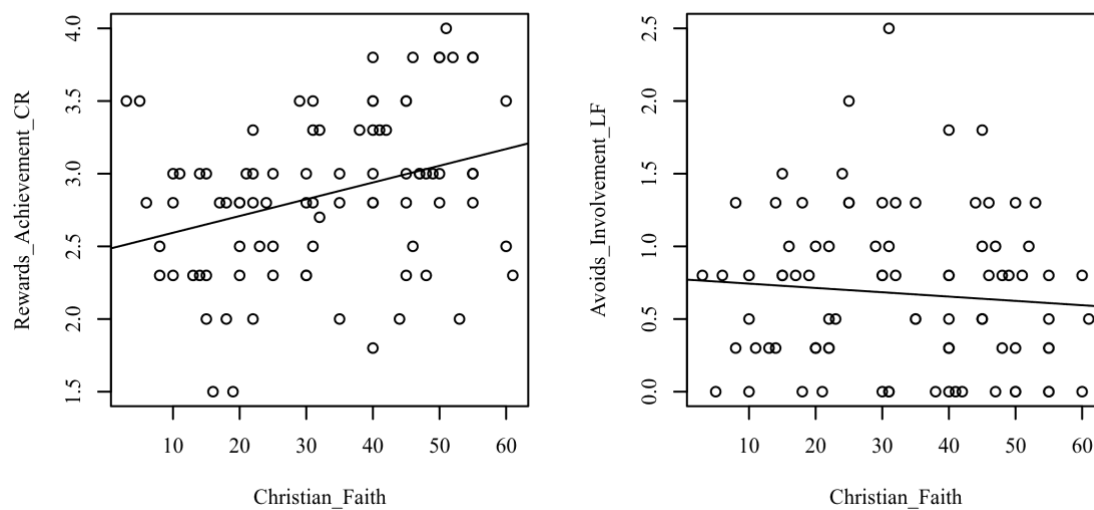 Rewards_Achievement_CR
4.0
3.5
3.0
2.5
2.0
1.5
10 20 30 40 50 60
Christian_Faith
Avoids_Involvement_LF
2.5
2.0
1.5
1.0
0.5
0.0
10 20 30 40 50 60
Christian_Faith